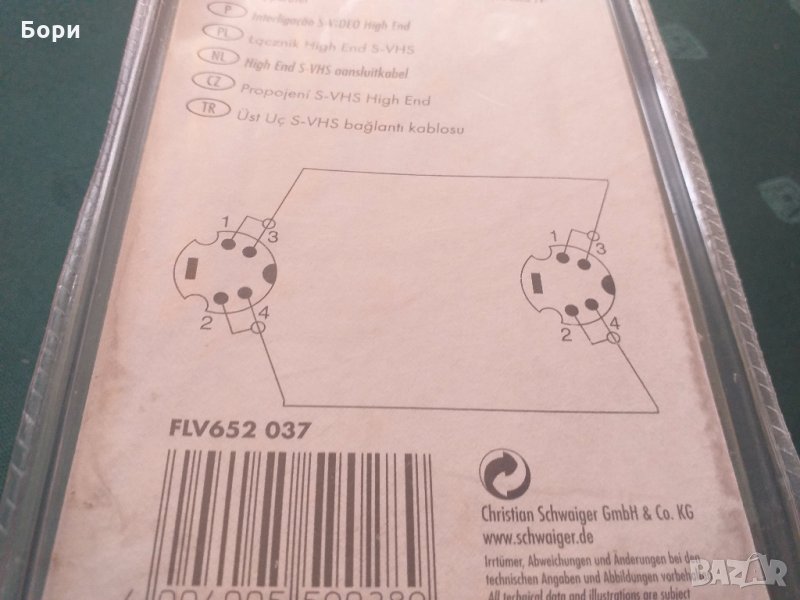 Бори
P Interligação S-VIDEO High End
PL Łącznik High End S-VHS
NL High End S-VHS aansluitkabel
CZ Propojení S-VHS High End
TR Üst Uç S-VHS bağlantı kablosu
1 3
2 4
1 3
2 4
FLV652 037
Christian Schwaiger GmbH & Co. KG
www.schwaiger.de
Irrtümer, Abweichungen und Änderungen bei den
technischen Angaben und Abbildungen
All technical data and illustrations are subject
BAZAR